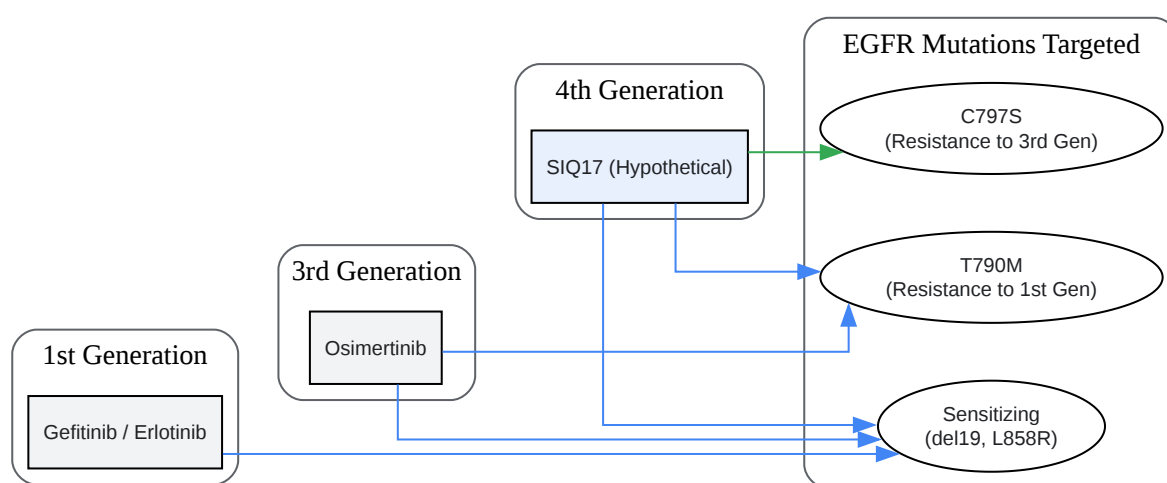 EGFR Mutations Targeted
4th Generation
C797S
(Resistance to 3rd Gen)
SIQ17 (Hypothetical)
3rd Generation
T790M
(Resistance to 1st Gen)
Osimertinib
1st Generation
Gefitinib / Erlotinib
Sensitizing
(del19, L858R)